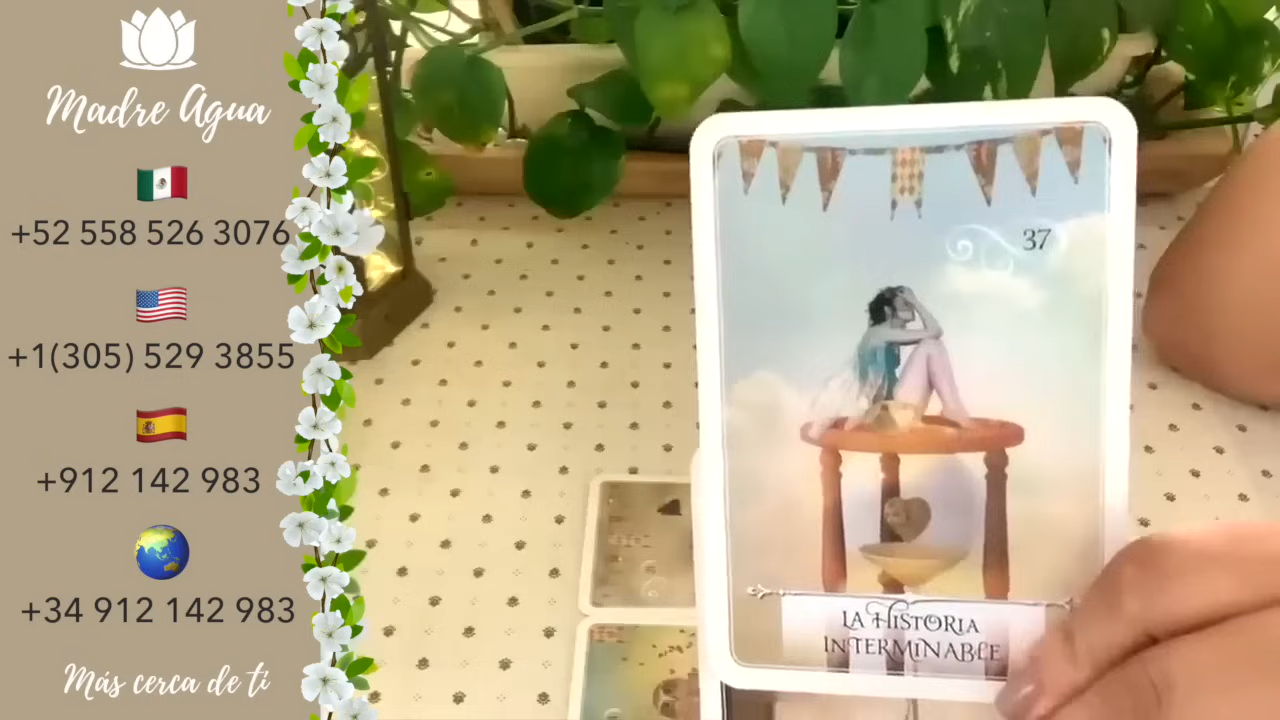 Madre Agua
+52 558 526 3076
+1(305) 529 3855
+912 142 983
+34 912 142 983
Más cerca de ti
37
LA HISTORIA
INTERMINABLE